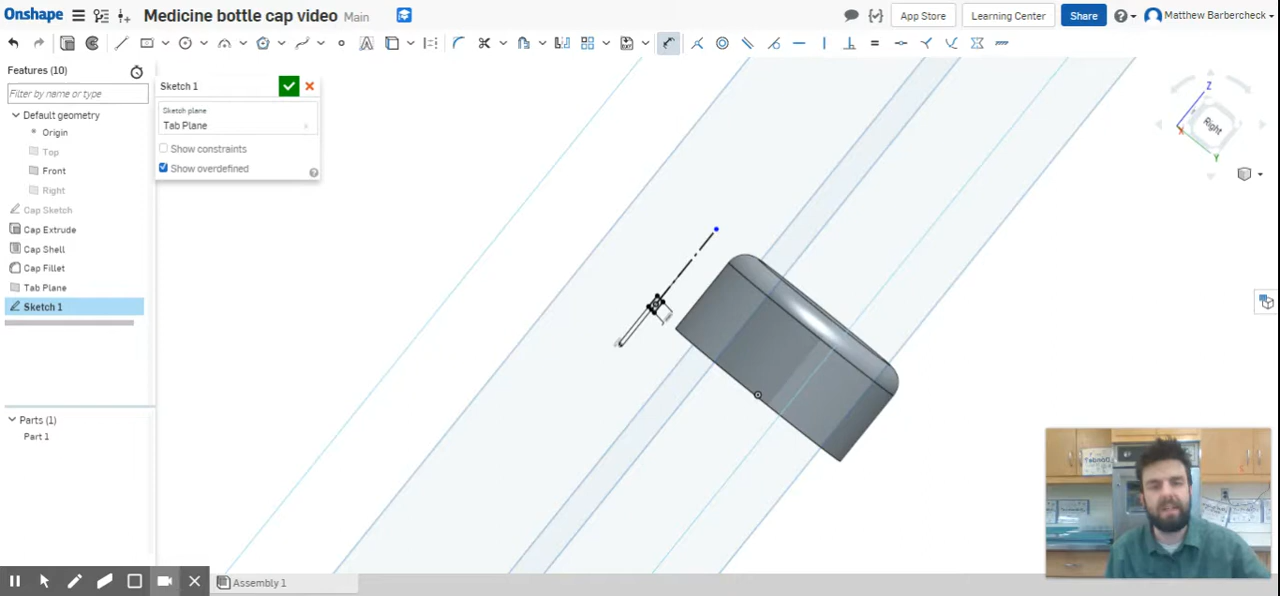 Onshape
Medicine bottle cap video Main
App Store
Learning Center
Share
Matthew Barbercheck
Features (10)
Filter by name or type
Default geometry
Origin
Top
Front
Right
Cap Sketch
Cap Extrude
Cap Shell
Cap Fillet
Tab Plane
Sketch 1
Parts (1)
Part 1
Sketch 1
Sketch plane
Tab Plane
Show constraints
Show overdefined
Z
Right
X
Y
Assembly 1